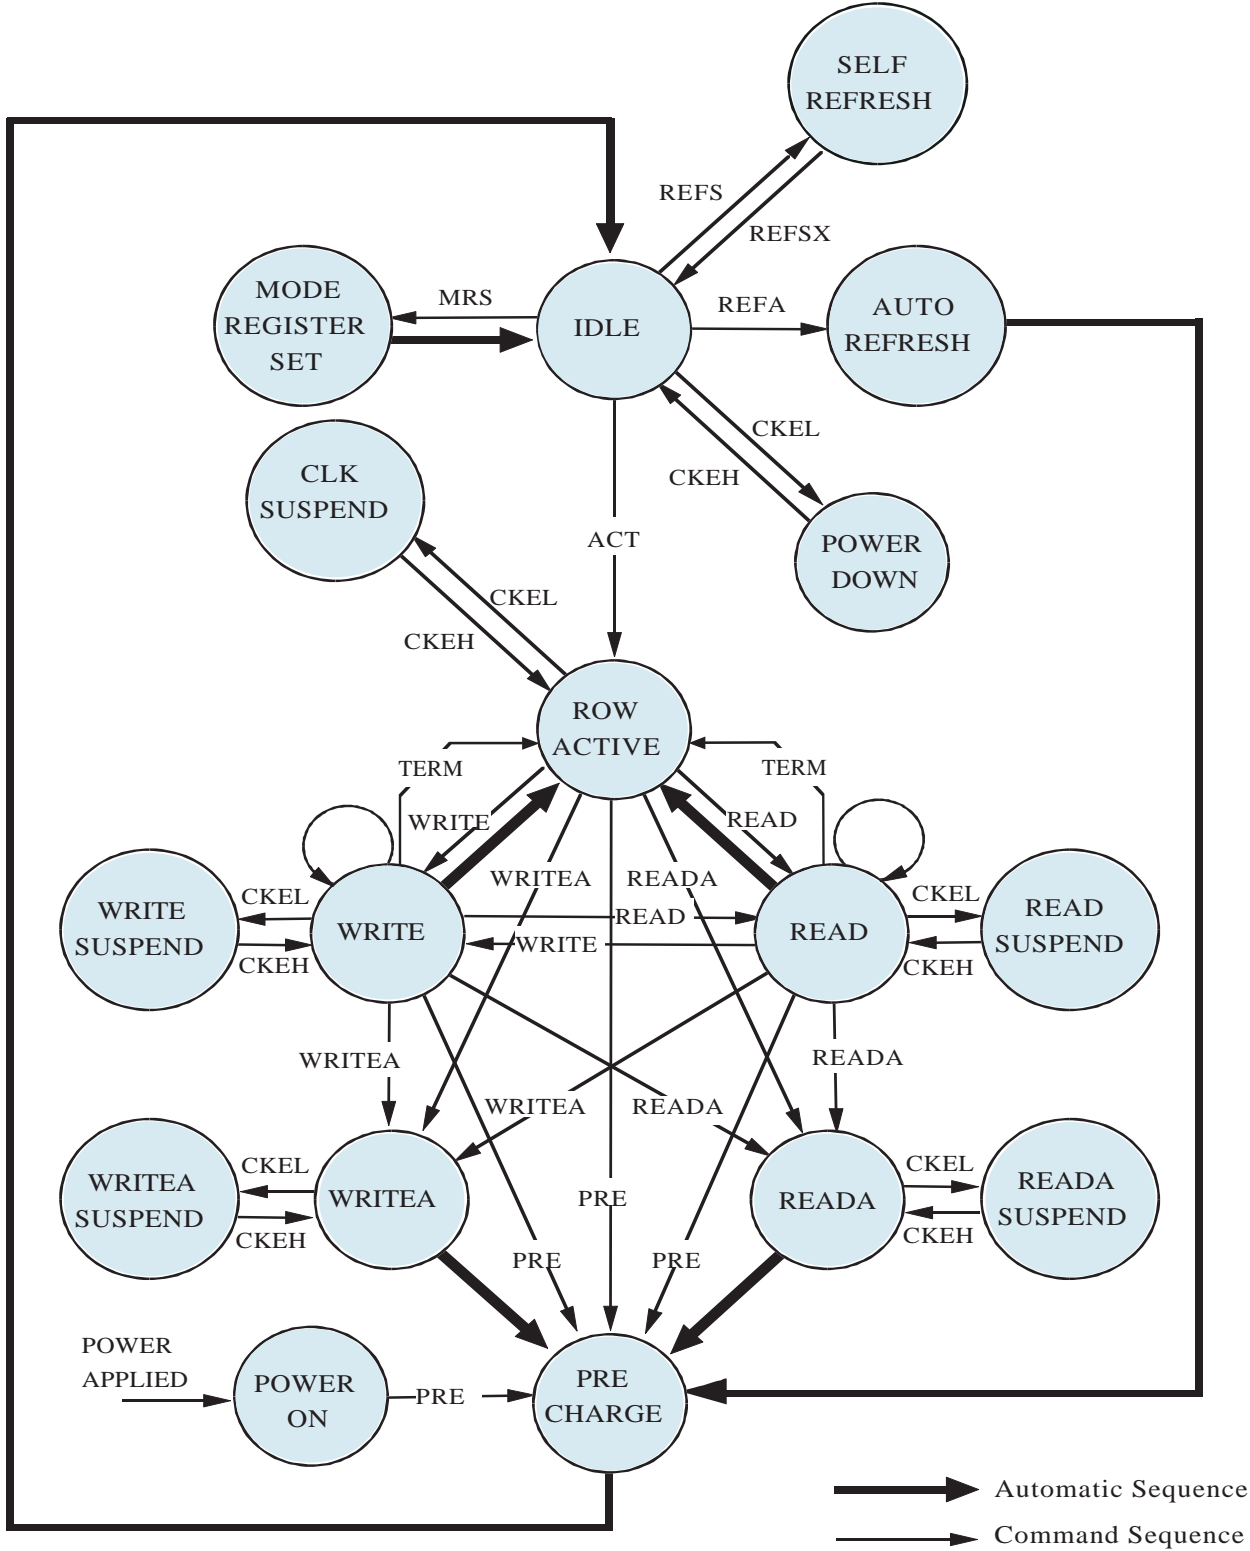 SELF
REFRESH
REFS
REFSX
MODE
REGISTER
SET
MRS
IDLE
REFA
AUTO
REFRESH
CKEL
CKEH
CLK
SUSPEND
ACT
POWER
DOWN
CKEL
CKEH
ROW
ACTIVE
TERM
TERM
WRITE
READ
WRITEA
READA
WRITE
SUSPEND
CKEL
CKEH
WRITE
READ
WRITE
READ
CKEL
CKEH
READ
SUSPEND
WRITEA
READA
WRITEA
READA
WRITEA
SUSPEND
CKEL
CKEH
WRITEA
PRE
READA
CKEL
CKEH
READA
SUSPEND
PRE
PRE
POWER
APPLIED
POWER
ON
PRE
PRE
CHARGE
Automatic Sequence
Command Sequence